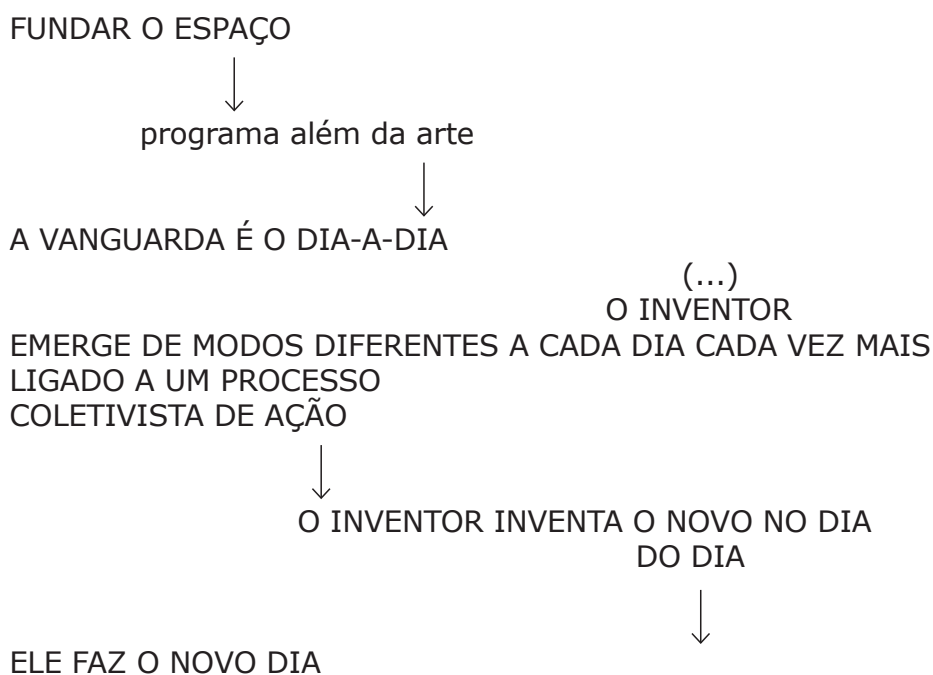 FUNDAR O ESPAÇO
programa além da arte
A VANGUARDA É O DIA-A-DIA
(...)
O INVENTOR
EMERGE DE MODOS DIFERENTES A CADA DIA CADA VEZ MAIS
LIGADO A UM PROCESSO
COLETIVISTA DE AÇÃO
O INVENTOR INVENTA O NOVO NO DIA
DO DIA
ELE FAZ O NOVO DIA